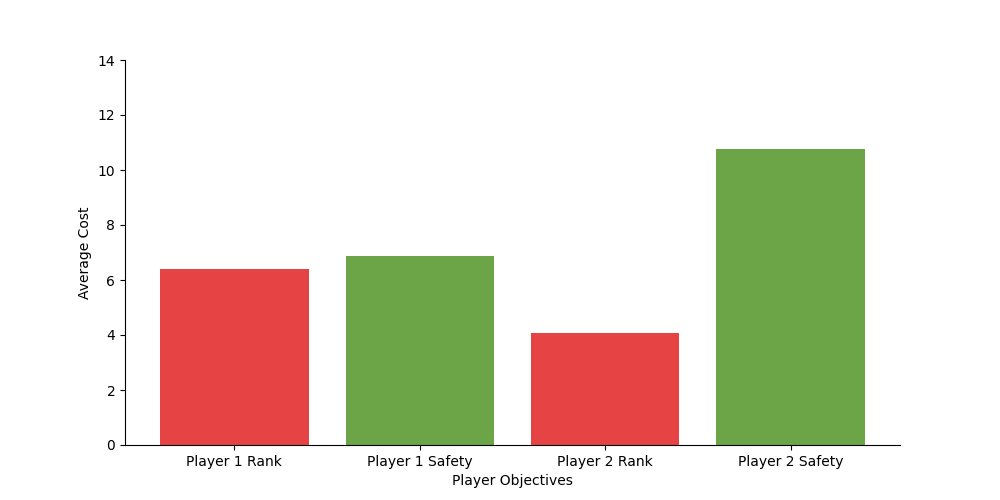 14
12
10
8
6
4
2
0
Average Cost
Player 1 Rank
Player 1 Safety
Player 2 Rank
Player 2 Safety
Player Objectives